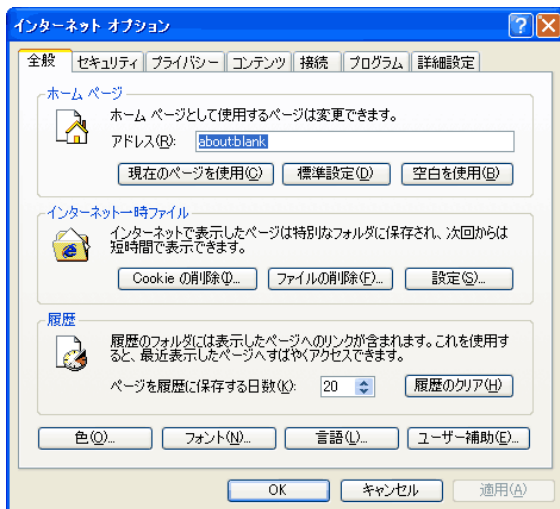 インターネット オプション
全般 セキュリティ プライバシー コンテンツ 接続 プログラム 詳細設定
ホーム ページ
ホーム ページとして使用するページは変更できます。
アドレス(R): about:blank
現在のページを使用(C) 標準設定(D) 空白を使用(B)
インターネット一時ファイル
インターネットで表示したページは特別なフォルダに保存され、次回からは
短時間で表示できます。
Cookie の削除(I)... ファイルの削除(F)... 設定(S)...
履歴
履歴のフォルダには表示したページへのリンクが含まれます。これを使用す
ると、最近表示したページへすばやくアクセスできます。
ページを履歴に保存する日数(K): 20 履歴のクリア(H)
色(O)... フォント(N)... 言語(L)... ユーザー補助(E)...
OK キャンセル 適用(A)